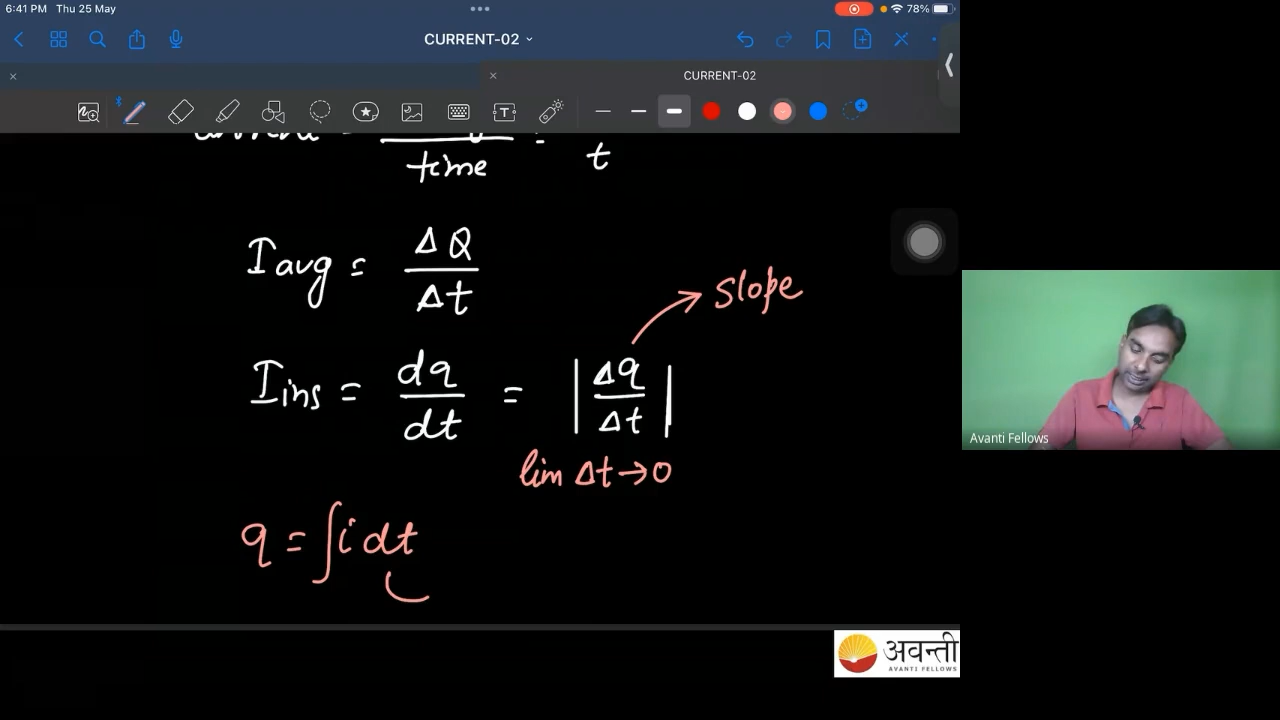 6:41 PM Thu 25 May
78%
CURRENT-02
CURRENT-02
time
t
Iavg = ΔQ/Δt
slope
Iins = dq/dt = |Δq/Δt|
lim Δt→0
q = ∫i dt
Avanti Fellows
अवन्ती
AVANTI FELLOWS